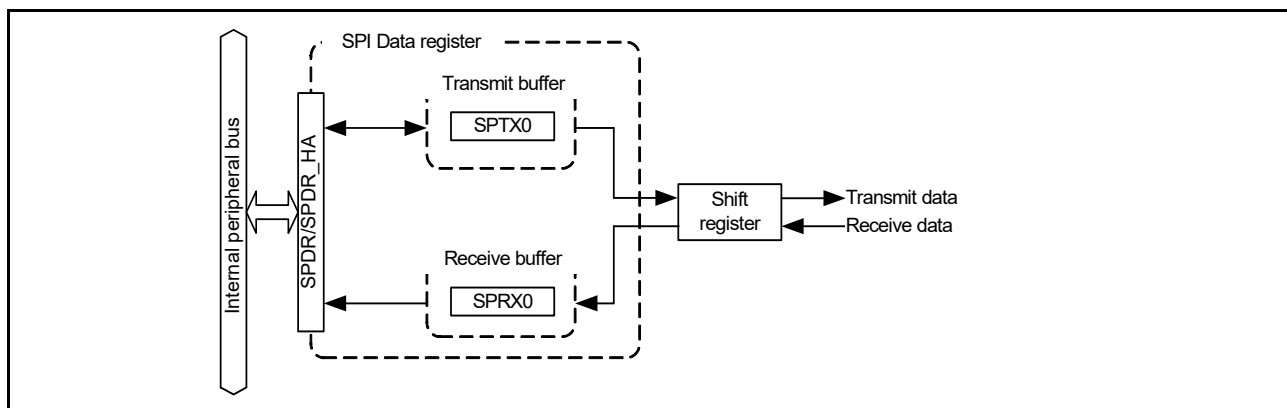 SPI Data register
Transmit buffer
SPTX0
Internal peripheral bus
SPDR/SPDR_HA
Shift
register
Transmit data
Receive data
Receive buffer
SPRX0